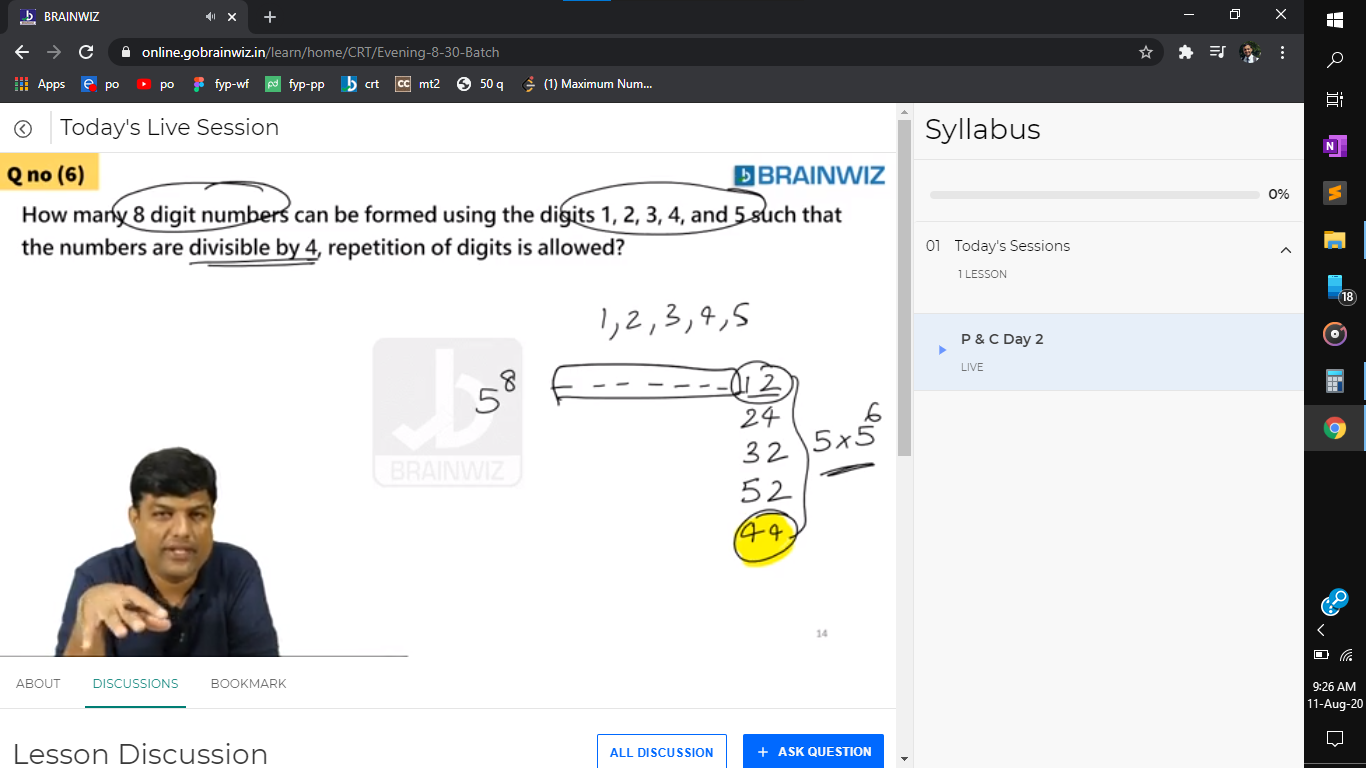 BRAINWIZ
online.gobrainwiz.in/learn/home/CRT/Evening-8-30-Batch
Apps po po fyp-wf fyp-pp crt CC mt2 50 q (1) Maximum Num...
Today's Live Session
Q no (6)
BRAINWIZ
How many 8 digit numbers can be formed using the digits 1, 2, 3, 4, and 5 such that
the numbers are divisible by 4, repetition of digits is allowed?
1, 2, 3, 4, 5
5^8
_ _ _ _ _ _ 12
24
32
52
44
5×5^6
BRAINWIZ
14
ABOUT DISCUSSIONS BOOKMARK
Lesson Discussion
ALL DISCUSSION
+ ASK QUESTION
Syllabus
0%
01 Today's Sessions
1 LESSON
P & C Day 2
LIVE
N
18
9:26 AM
11-Aug-20